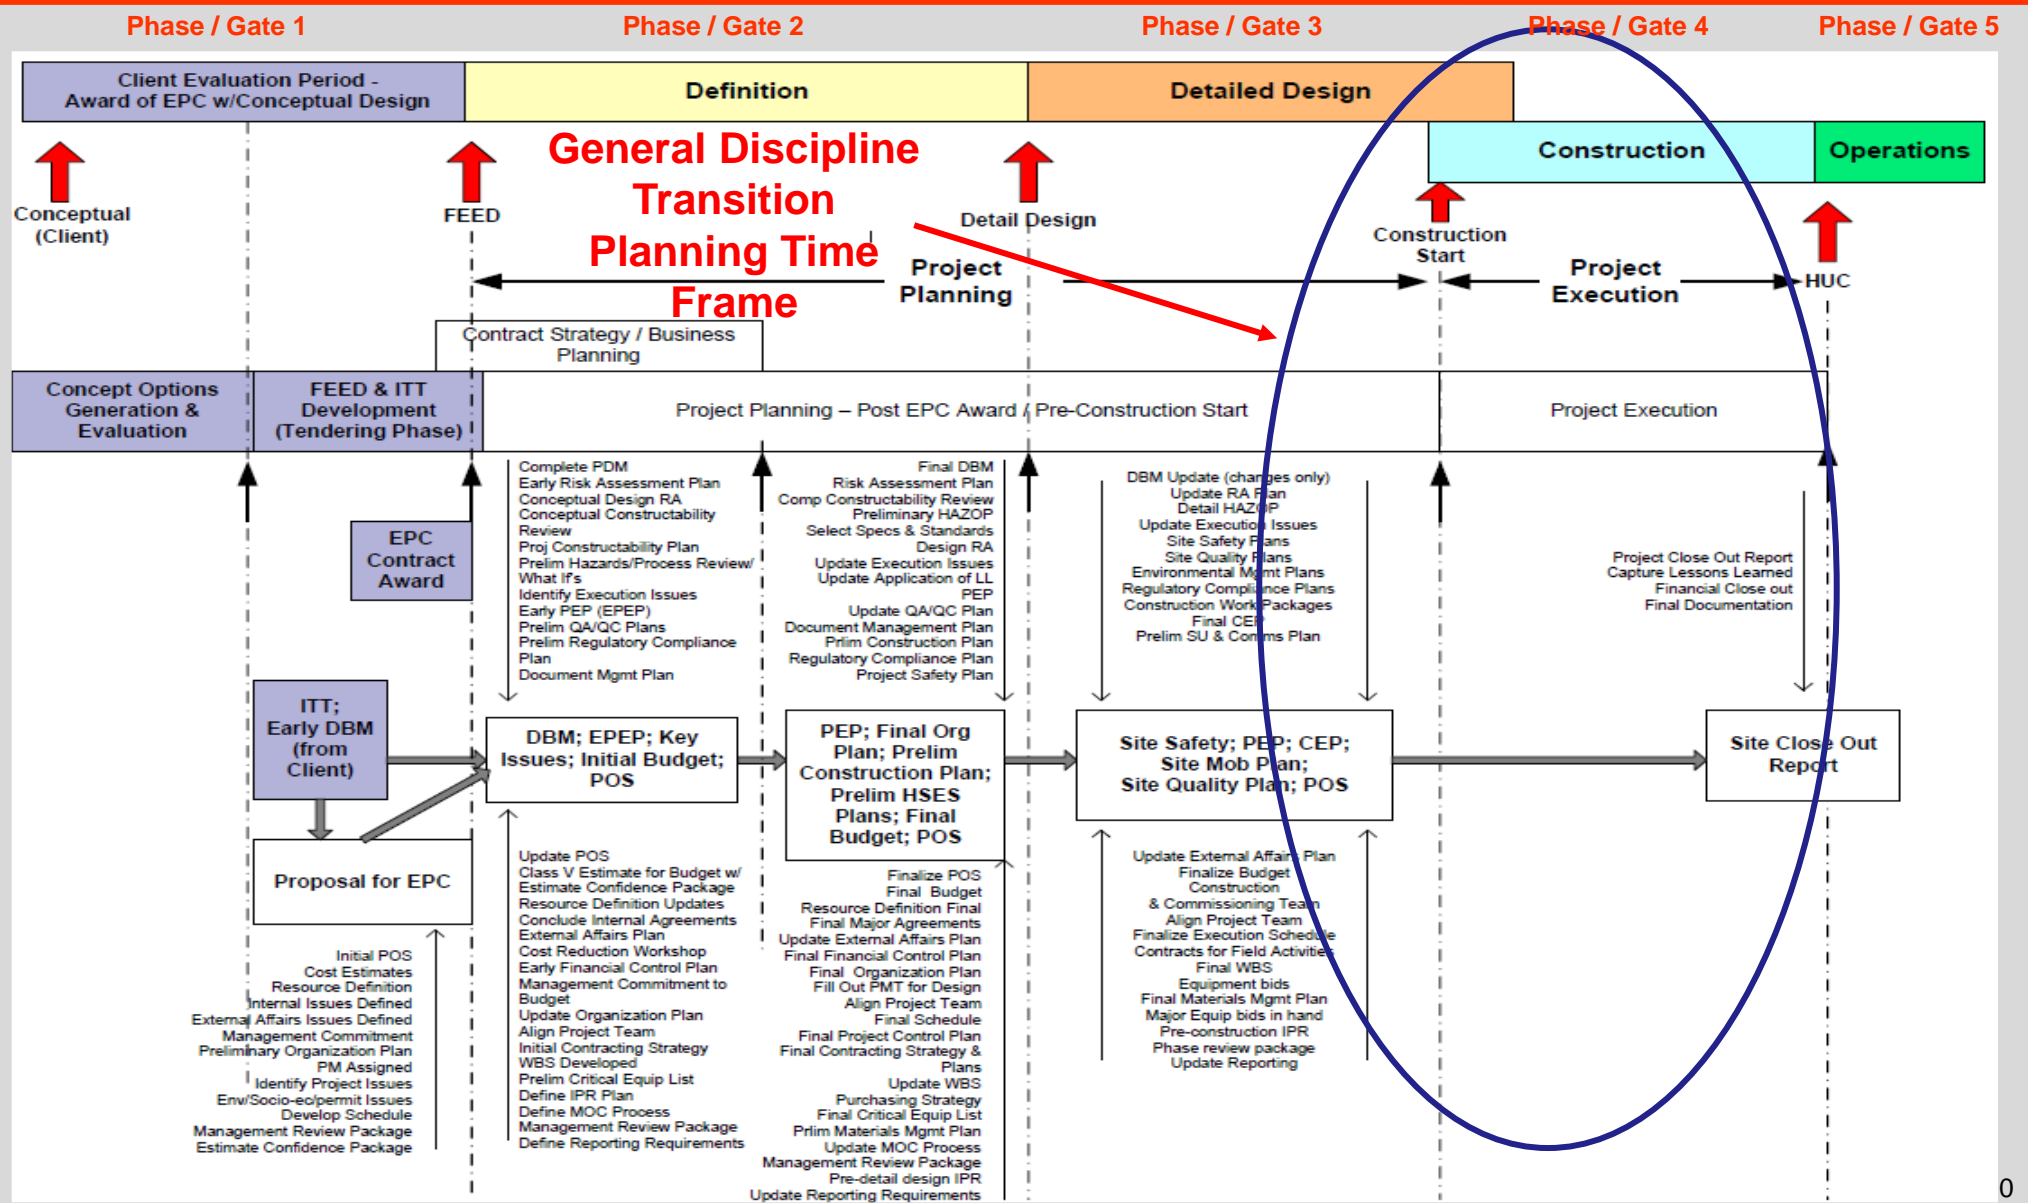 Phase / Gate 1
Phase / Gate 2
Phase / Gate 3
Phase / Gate 4
Phase / Gate 5
Client Evaluation Period -
Award of EPC w/Conceptual Design
Definition
Detailed Design
Construction
Operations
General Discipline
Transition
Planning Time
Frame
Conceptual
(Client)
FEED
Detail Design
Construction
Start
HUC
Project
Planning
Project
Execution
Contract Strategy / Business
Planning
Concept Options
Generation &
Evaluation
FEED & ITT
Development
(Tendering Phase)
Project Planning – Post EPC Award / Pre-Construction Start
Project Execution
EPC
Contract
Award
Complete PDM
Early Risk Assessment Plan
Conceptual Design RA
Conceptual Constructability
Review
Proj Constructability Plan
Prelim Hazards/Process Review/
What If's
Identify Execution Issues
Early PEP (EPEP)
Prelim QA/QC Plans
Prelim Regulatory Compliance
Plan
Document Mgmt Plan
Final DBM
Risk Assessment Plan
Comp Constructability Review
Preliminary HAZOP
Select Specs & Standards
Design RA
Update Execution Issues
Update Application of LL
PEP
Update QA/QC Plan
Document Management Plan
Prlim Construction Plan
Regulatory Compliance Plan
Project Safety Plan
DBM Update (changes only)
Update RA Plan
Detail HAZOP
Update Execution Issues
Site Safety Plans
Site Quality Plans
Environmental Mgmt Plans
Regulatory Compliance Plans
Construction Work Packages
Final CEP
Prelim SU & Comms Plan
Project Close Out Report
Capture Lessons Learned
Financial Close out
Final Documentation
ITT;
Early DBM
(from
Client)
DBM; EPEP; Key
Issues; Initial Budget;
POS
PEP; Final Org
Plan; Prelim
Construction Plan;
Prelim HSES
Plans; Final
Budget; POS
Site Safety; PEP; CEP;
Site Mob Plan;
Site Quality Plan; POS
Site Close Out
Report
Proposal for EPC
Initial POS
Cost Estimates
Resource Definition
Internal Issues Defined
External Affairs Issues Defined
Management Commitment
Preliminary Organization Plan
PM Assigned
Identify Project Issues
Env/Socio-ec/permit Issues
Develop Schedule
Management Review Package
Estimate Confidence Package
Update POS
Class V Estimate for Budget w/
Estimate Confidence Package
Resource Definition Updates
Conclude Internal Agreements
External Affairs Plan
Cost Reduction Workshop
Early Financial Control Plan
Management Commitment to
Budget
Update Organization Plan
Align Project Team
Initial Contracting Strategy
WBS Developed
Prelim Critical Equip List
Define IPR Plan
Define MOC Process
Management Review Package
Define Reporting Requirements
Finalize POS
Final Budget
Resource Definition Final
Final Major Agreements
Update External Affairs Plan
Final Financial Control Plan
Final Organization Plan
Fill Out PMT for Design
Align Project Team
Final Schedule
Final Project Control Plan
Final Contracting Strategy &
Plans
Update WBS
Purchasing Strategy
Final Critical Equip List
Prlim Materials Mgmt Plan
Update MOC Process
Management Review Package
Pre-detail design IPR
Update Reporting Requirements
Update External Affairs Plan
Finalize Budget
Construction
& Commissioning Team
Align Project Team
Finalize Execution Schedule
Contracts for Field Activities
Final WBS
Equipment bids
Final Materials Mgmt Plan
Major Equip bids in hand
Pre-construction IPR
Phase review package
Update Reporting
0